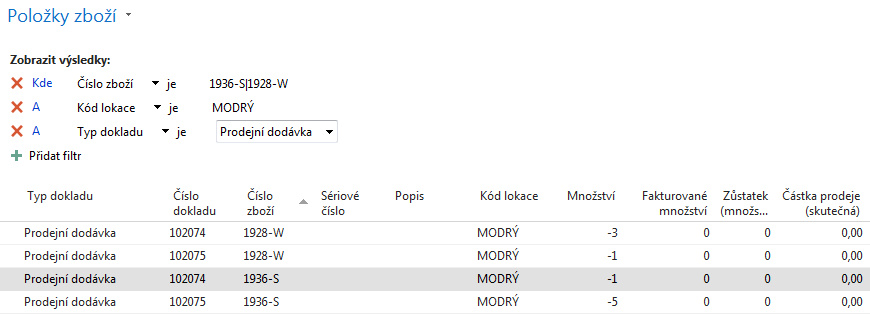 Položky zboží
Zobrazit výsledky:
Kde Číslo zboží je 1936-S|1928-W
A Kód lokace je MODRÝ
A Typ dokladu je Prodejní dodávka
Přidat filtr
Typ dokladu Číslo dokladu Číslo zboží Sériové číslo Popis Kód lokace Množství Fakturované množství Zůstatek (množs... Částka prodeje (skutečná)
Prodejní dodávka 102074 1928-W MODRÝ -3 0 0 0,00
Prodejní dodávka 102075 1928-W MODRÝ -1 0 0 0,00
Prodejní dodávka 102074 1936-S MODRÝ -1 0 0 0,00
Prodejní dodávka 102075 1936-S MODRÝ -5 0 0 0,00